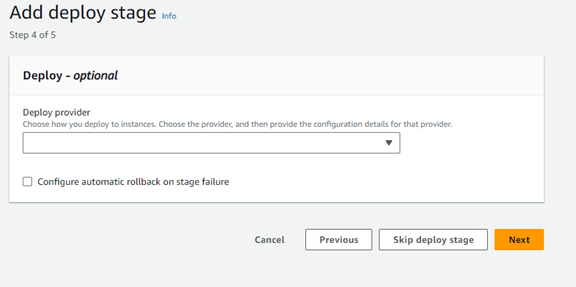 Add deploy stage Info
Step 4 of 5
Deploy - optional
Deploy provider
Choose how you deploy to instances. Choose the provider, and then provide the configuration details for that provider.
Configure automatic rollback on stage failure
Cancel Previous Skip deploy stage Next